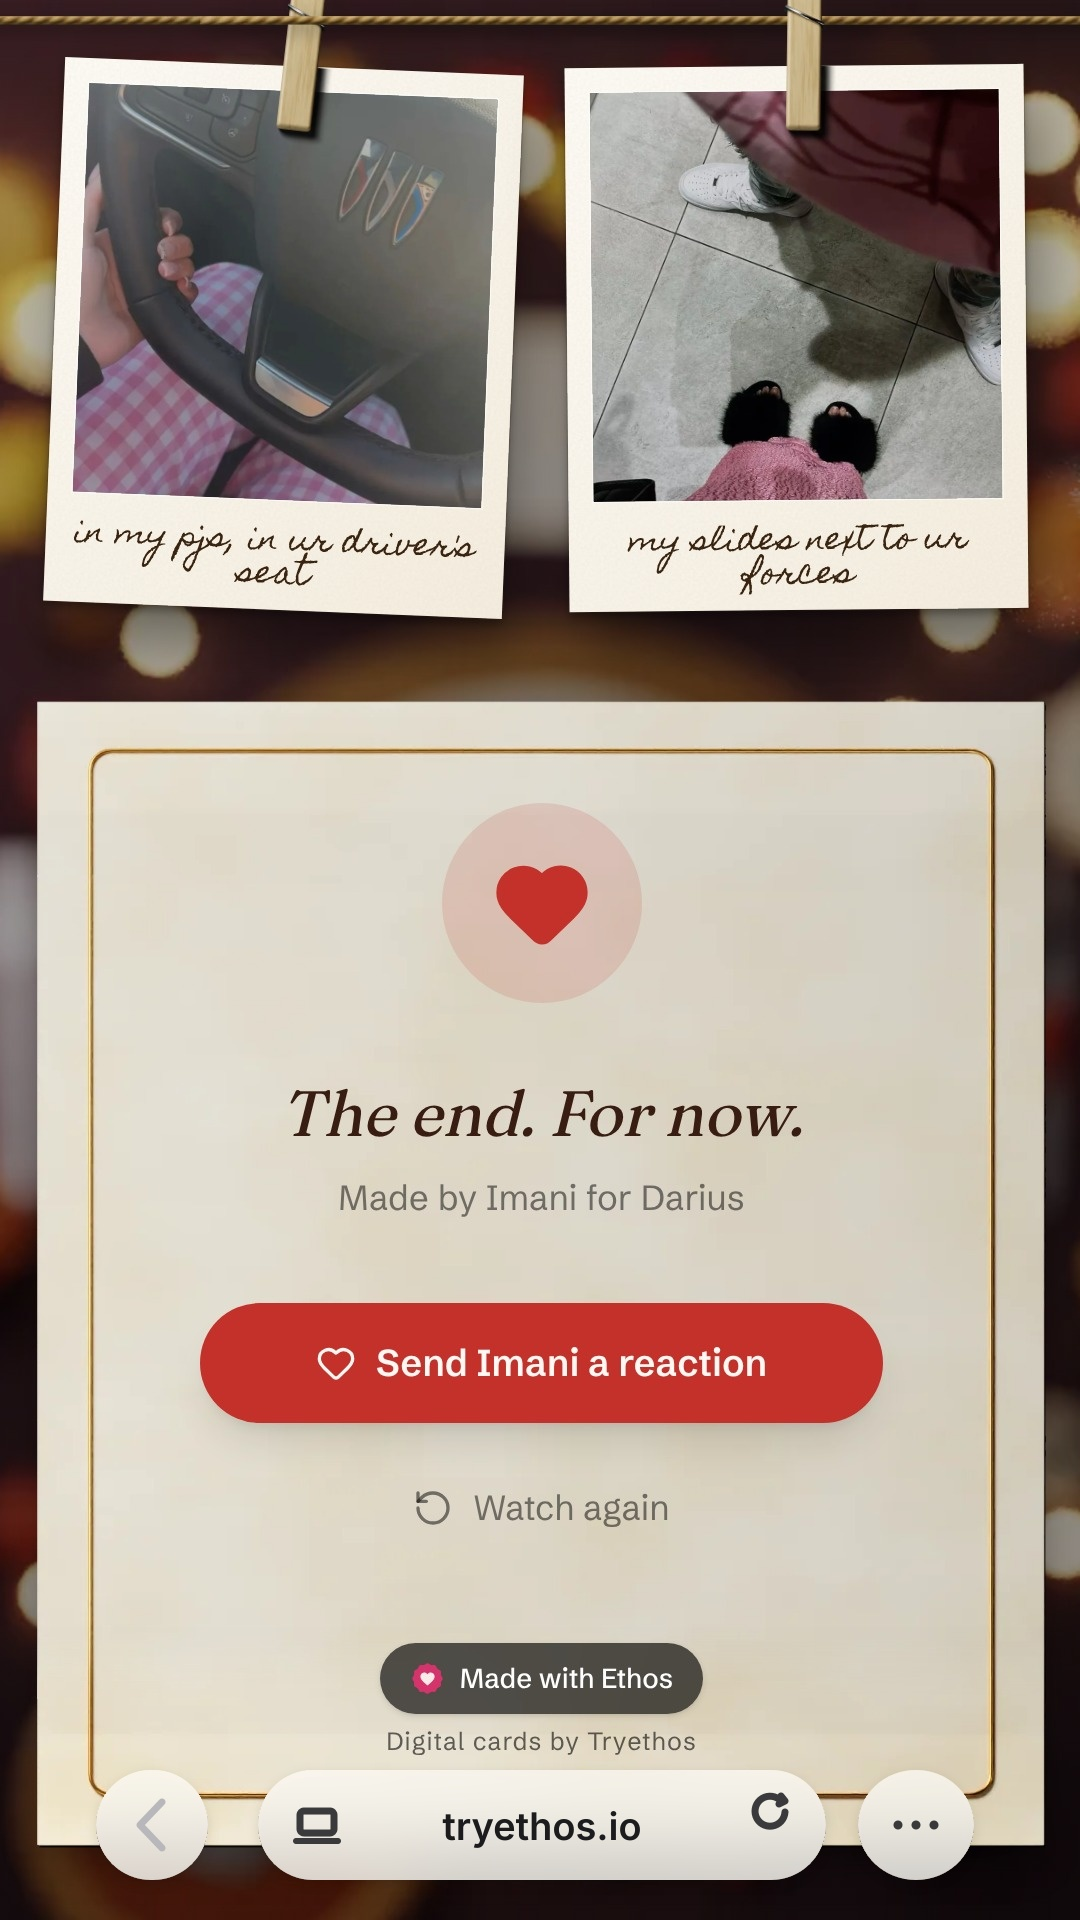 in my pjs, in ur driver's
seat
my slides next to ur
forces
The end. For now.
Made by Imani for Darius
Send Imani a reaction
Watch again
Made with Ethos
Digital cards by Tryethos
tryethos.io